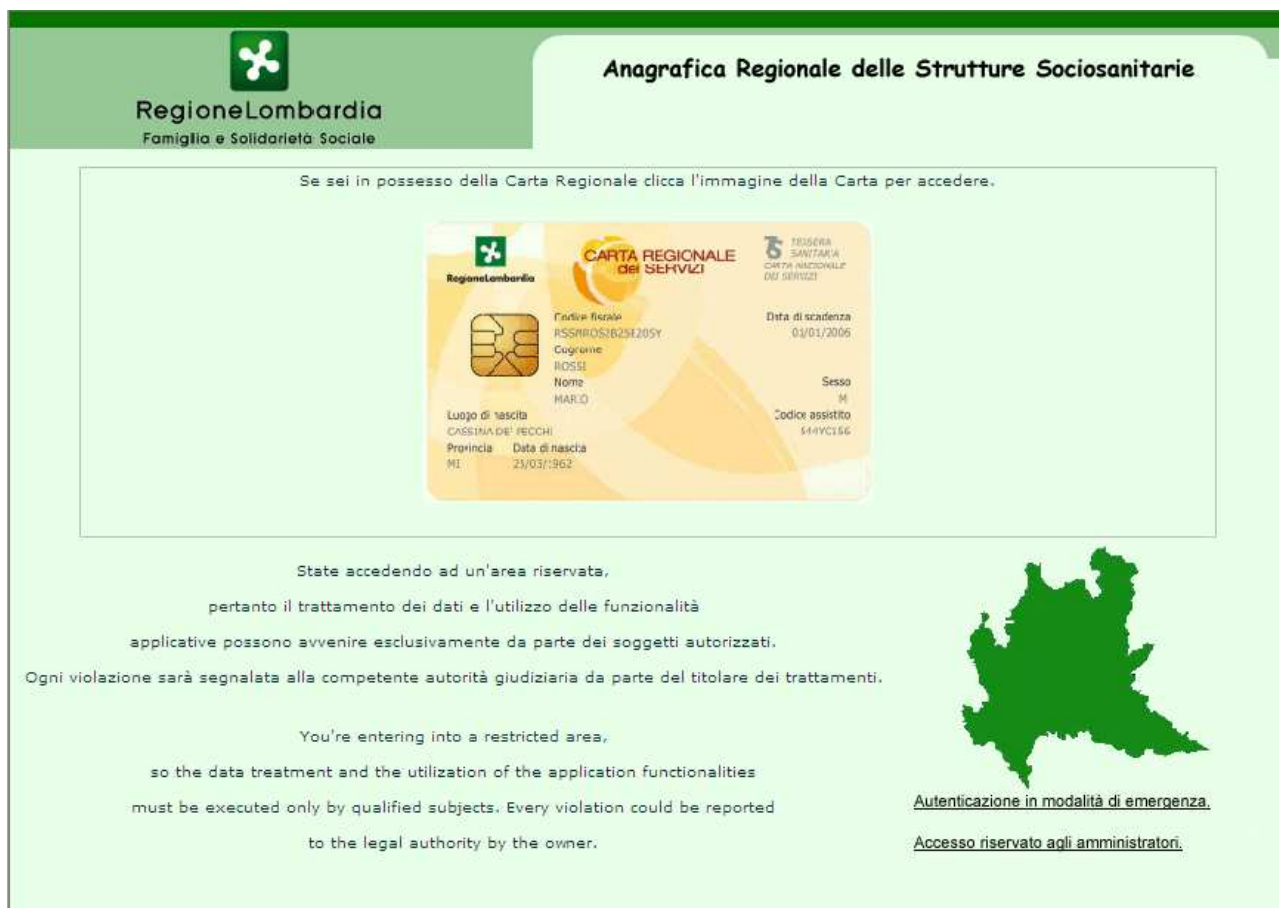 RegioneLombardia
Famiglia e Solidarietà Sociale
Anagrafica Regionale delle Strutture Sociosanitarie
Se sei in possesso della Carta Regionale clicca l'immagine della Carta per accedere.
RegioneLombardia
CARTA REGIONALE
dei SERVIZI
TESSERA
SANITARIA
CARTA NAZIONALE
DEI SERVIZI
Codice fiscale
Data di scadenza
01/01/2006
Cognome
ROSSI
Nome
MARIO
Sesso
M
Luogo di nascita
CASSINA DE' PECCHI
Codice assistito
Provincia Data di nascita
MI 25/03/1962
State accedendo ad un'area riservata,
pertanto il trattamento dei dati e l'utilizzo delle funzionalità
applicative possono avvenire esclusivamente da parte dei soggetti autorizzati.
Ogni violazione sarà segnalata alla competente autorità giudiziaria da parte del titolare dei trattamenti.
You're entering into a restricted area,
so the data treatment and the utilization of the application functionalities
must be executed only by qualified subjects. Every violation could be reported
to the legal authority by the owner.
Autenticazione in modalità di emergenza.
Accesso riservato agli amministratori.